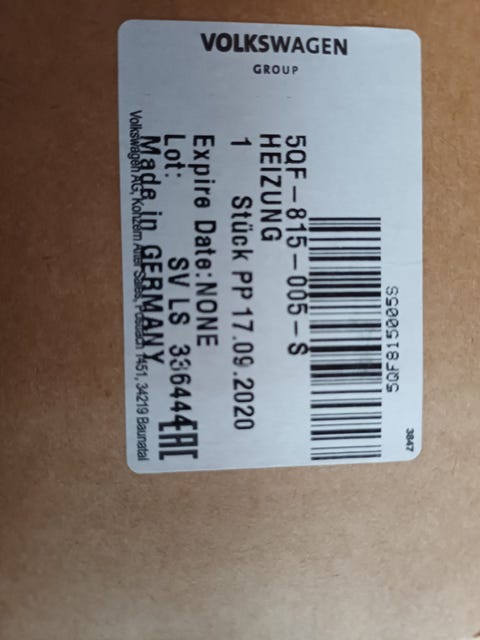 VOLKSWAGEN
GROUP
5QF-815-005-S
HEIZUNG
1 Stück PP 17.09.2020
Expire Date:NONE
Lot: SV LS 336444
Made in GERMANY
EAC
Volkswagen AG, Konzern After Sales, Postfach 1451, 34219 Baunatal
5QF815005S
3847